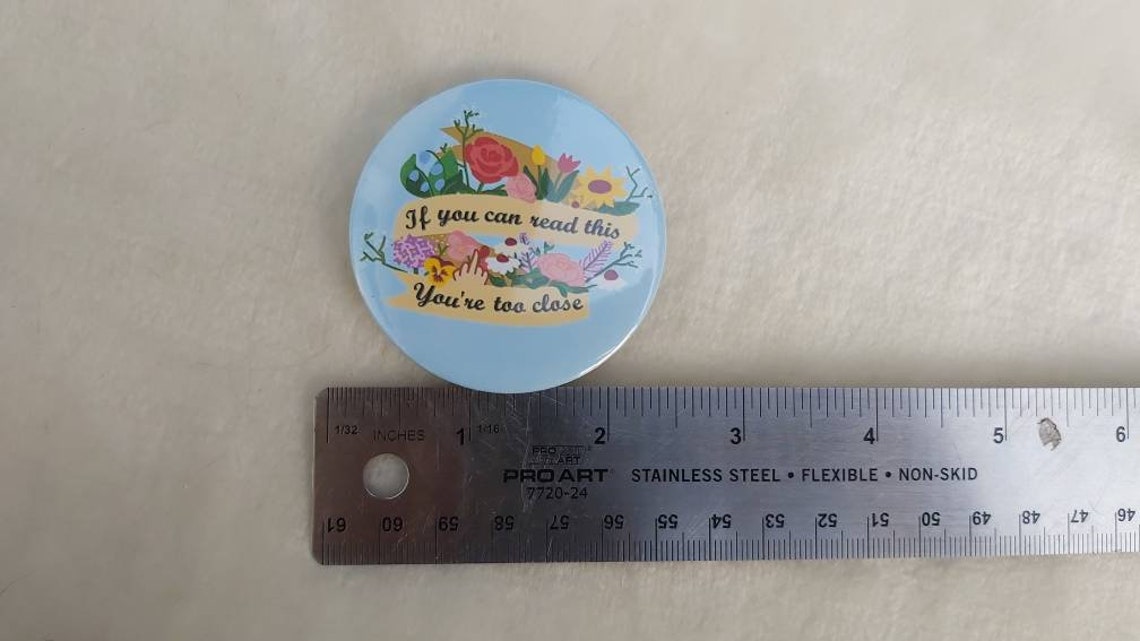 If you can read this
You're too close
1/32 INCHES 1 1/16 2 3 4 5 6
PRO ART
PRO ART STAINLESS STEEL • FLEXIBLE • NON-SKID
7720-24
61 60 59 58 57 56 55 54 53 52 51 50 49 48 47 46